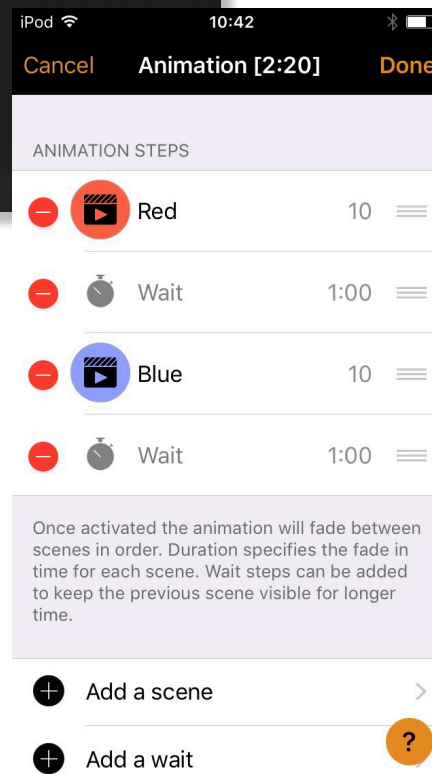 iPod 10:42
Cancel Animation [2:20] Done
ANIMATION STEPS
Red 10
Wait 1:00
Blue 10
Wait 1:00
Once activated the animation will fade between
scenes in order. Duration specifies the fade in
time for each scene. Wait steps can be added
to keep the previous scene visible for longer
time.
Add a scene
?
Add a wait